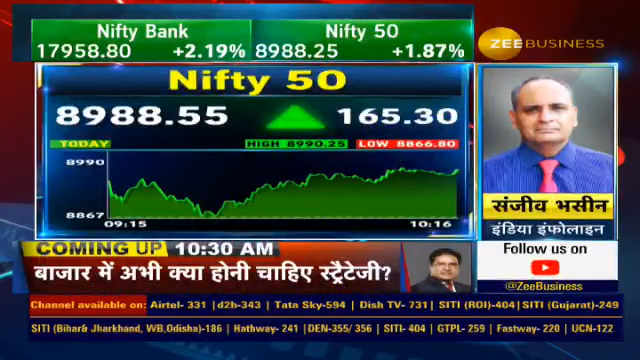 Nifty Bank
17958.80 +2.19%
Nifty 50
8988.25 +1.87%
ZEE BUSINESS
Nifty 50
8988.55 165.30
TODAY HIGH 8990.25 LOW 8866.80
8990
8867
09:15 10:16
संजीव भसीन
इंडिया इंफोलाइन
COMING UP 10:30 AM
बाजार में अभी क्या होनी चाहिए स्ट्रैटेजी?
Follow us on
@ZeeBusiness
Channel available on: Airtel- 331 | d2h-343 | Tata Sky-594 | Dish TV- 731| SITI (ROI)-404| SITI (Gujarat)-249
SITI (Bihar& Jharkhand, WB,Odisha)-186 | Hathway- 241 |DEN-355/ 356 | SITI- 404 | GTPL- 259 | Fastway- 220 | UCN-122